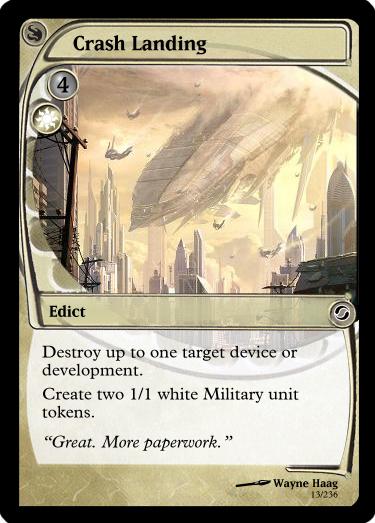 Crash Landing
4
Edict
Destroy up to one target device or
development.
Create two 1/1 white Military unit
tokens.
“Great. More paperwork.”
Wayne Haag
13/236